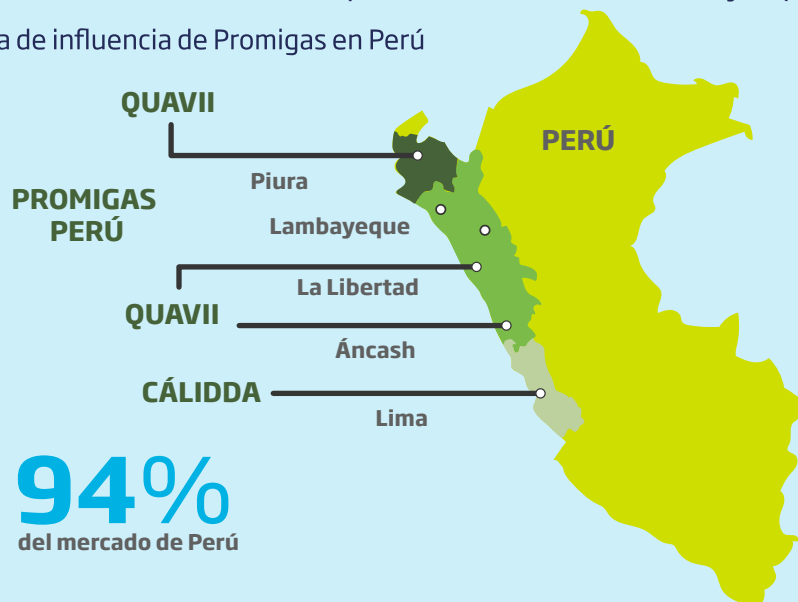 a de influencia de Promigas en Perú
QUAVII
PERÚ
Piura
PROMIGAS
PERÚ
Lambayeque
La Libertad
QUAVII
Áncash
CÁLIDDA
Lima
94%
del mercado de Perú